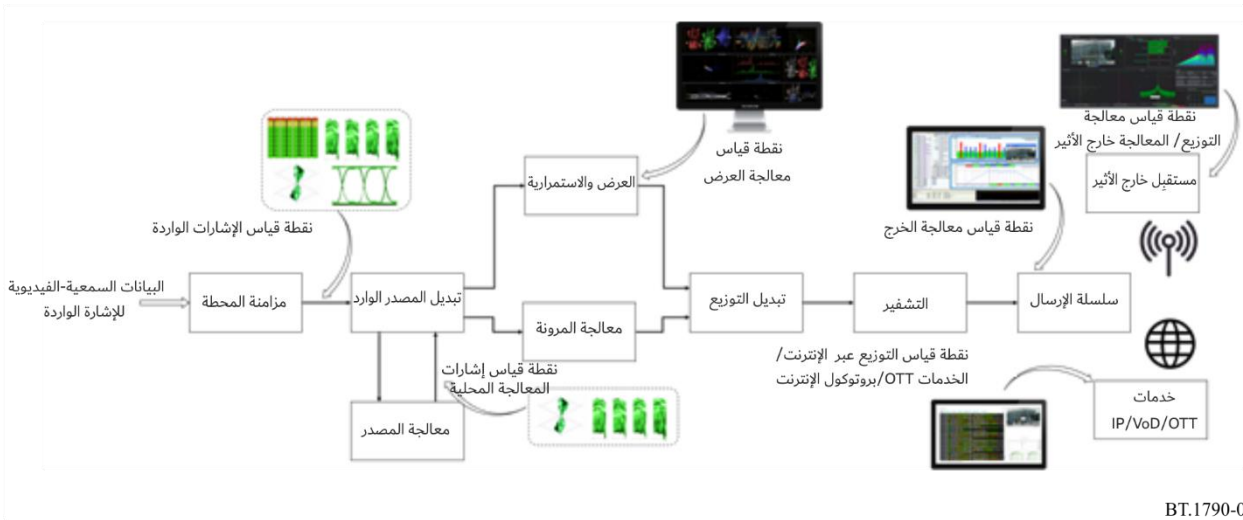 نقطة قياس معالجة
التوزيع/ المعالجة خارج الأثير
مستقبِل خارج الأثير
نقطة قياس
معالجة العرض
العرض والاستمرارية
نقطة قياس معالجة الخرج
نقطة قياس الإشارات الواردة
البيانات السمعية-الفيديوية
للإشارة الواردة
مزامنة المحطة
تبديل المصدر الوارد
معالجة المرونة
تبديل التوزيع
التشفير
سلسلة الإرسال
نقطة قياس إشارات
المعالجة المحلية
معالجة المصدر
نقطة قياس التوزيع عبر الإنترنت/
الخدمات OTT/بروتوكول الإنترنت
خدمات
IP/VoD/OTT
BT.1790-0